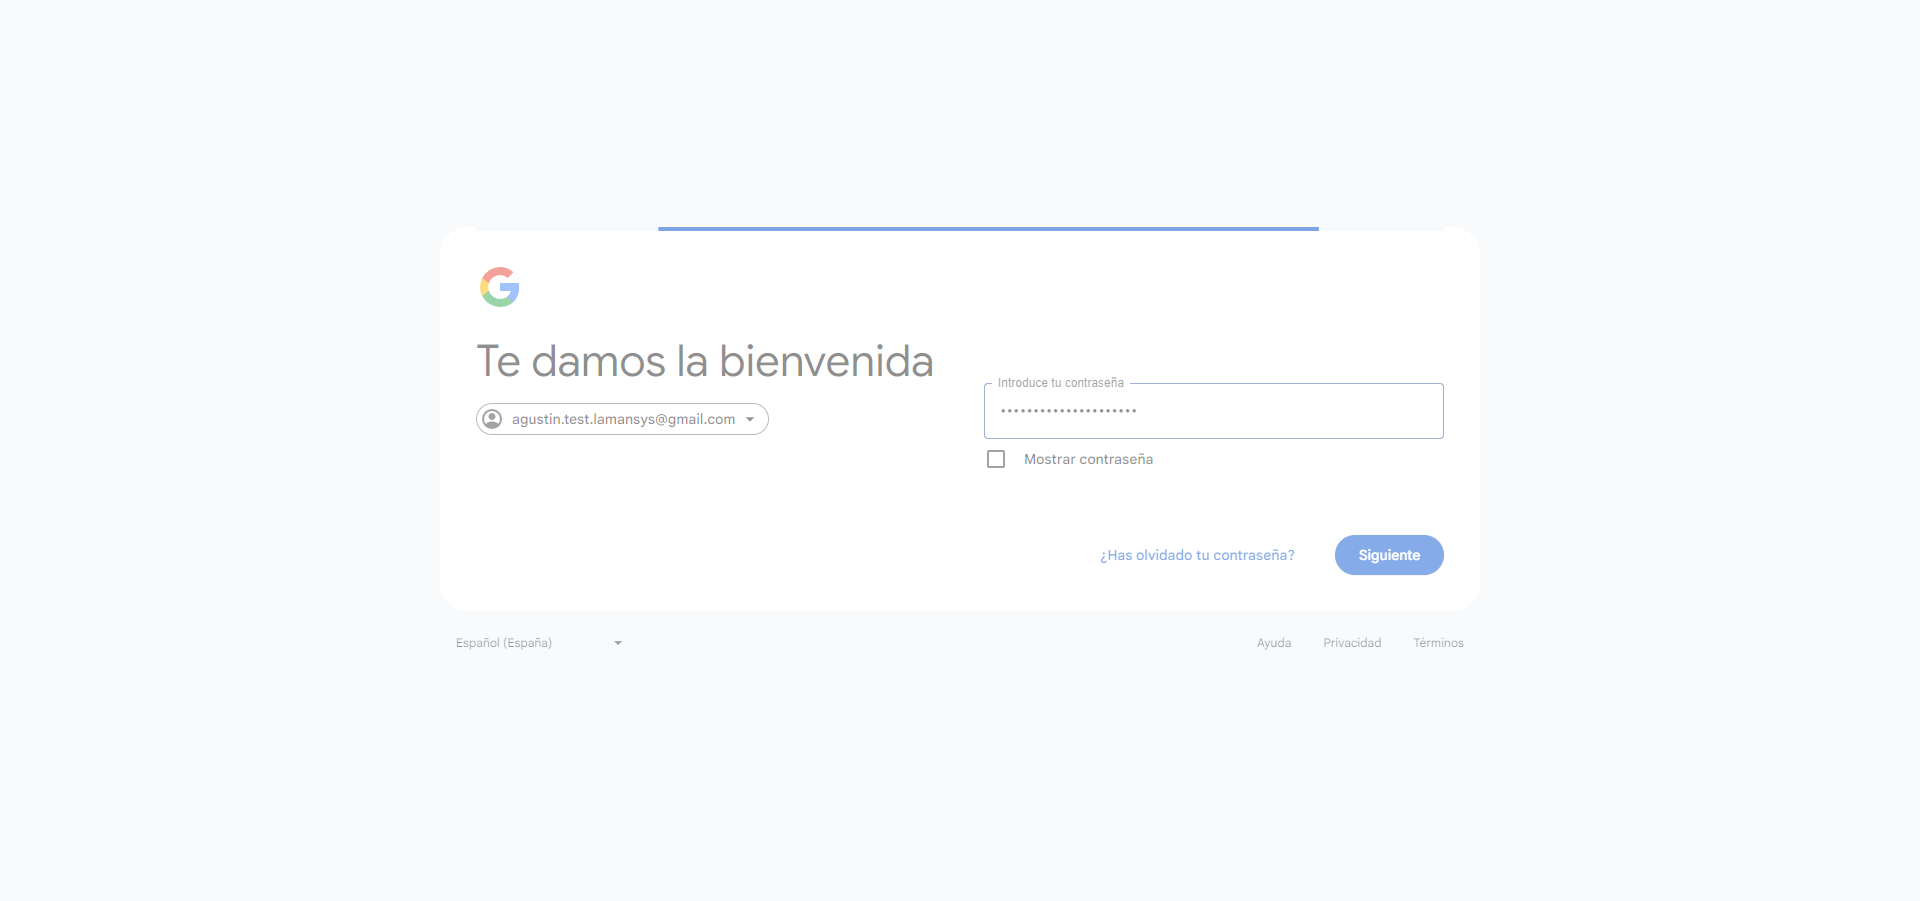 Te damos la bienvenida
agustin.test.lamansys@gmail.com
Introduce tu contraseña
••••••••••••••••••••
Mostrar contraseña
¿Has olvidado tu contraseña?
Siguiente
Español (España)
Ayuda
Privacidad
Términos